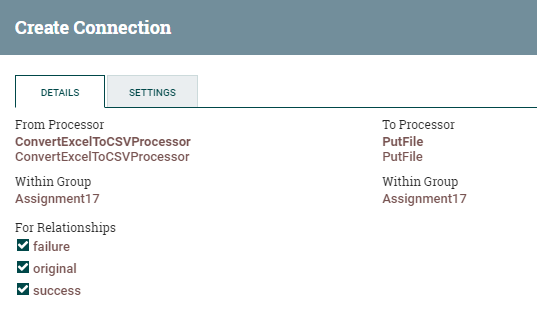 Create Connection
DETAILS
SETTINGS
From Processor
ConvertExcelToCSVProcessor
ConvertExcelToCSVProcessor
To Processor
PutFile
PutFile
Within Group
Assignment17
Within Group
Assignment17
For Relationships
failure
original
success